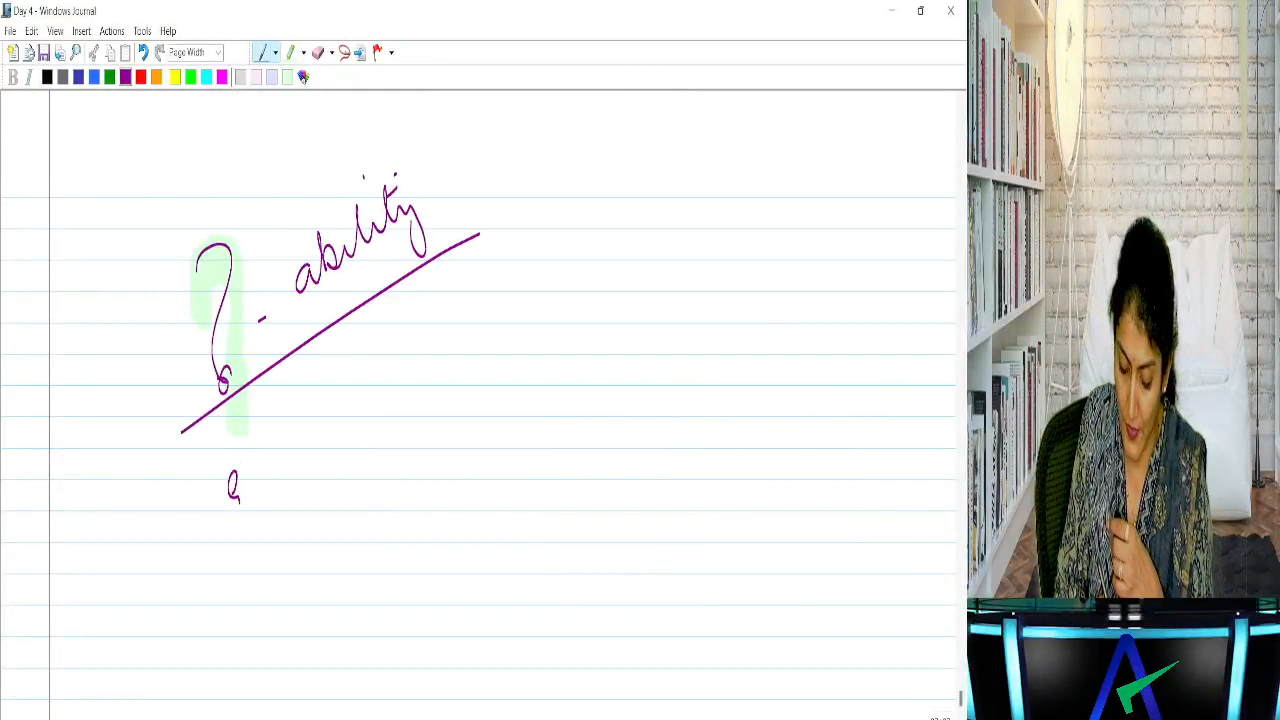 Day 4 - Windows Journal
File Edit View Insert Actions Tools Help
Page Width
B I
? - ability